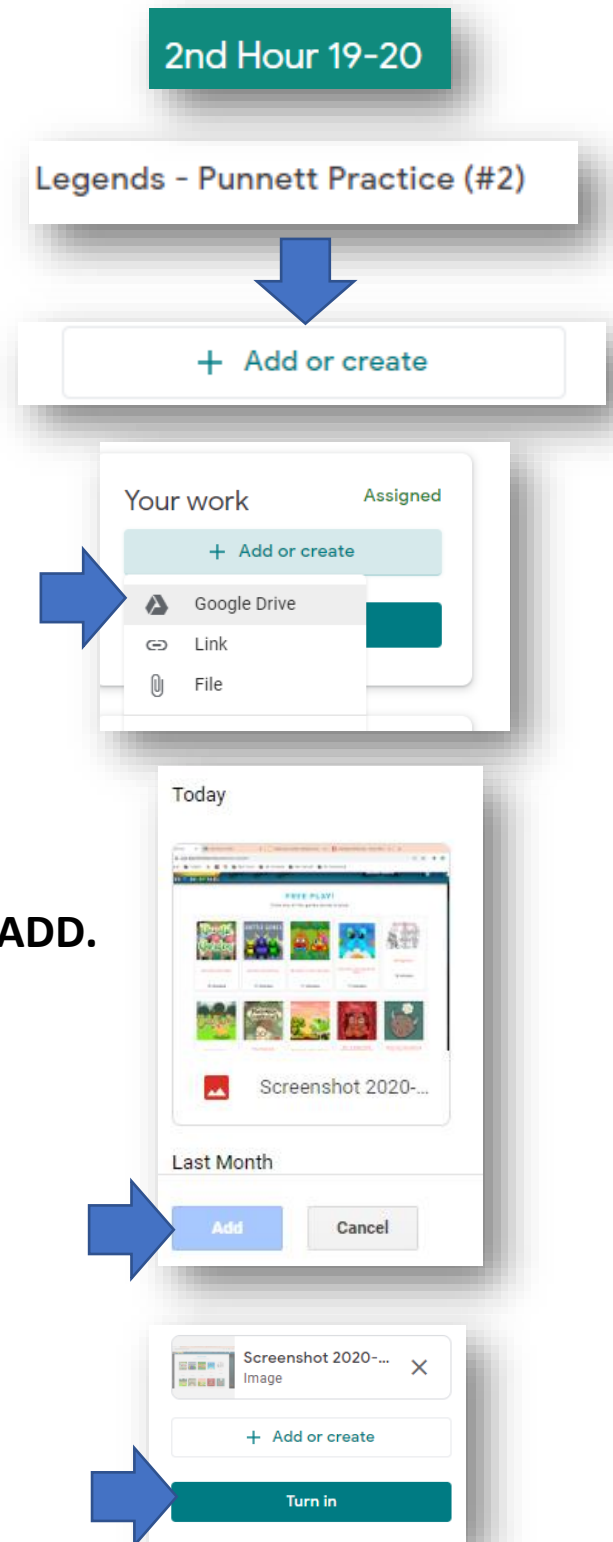 2nd Hour 19-20
Legends - Punnett Practice (#2)
+ Add or create
Your work
Assigned
+ Add or create
Google Drive
Link
File
Today
FREE PLAY!
ADD.
Screenshot 2020-...
Last Month
Add
Cancel
Screenshot 2020-...
Image
+ Add or create
Turn in